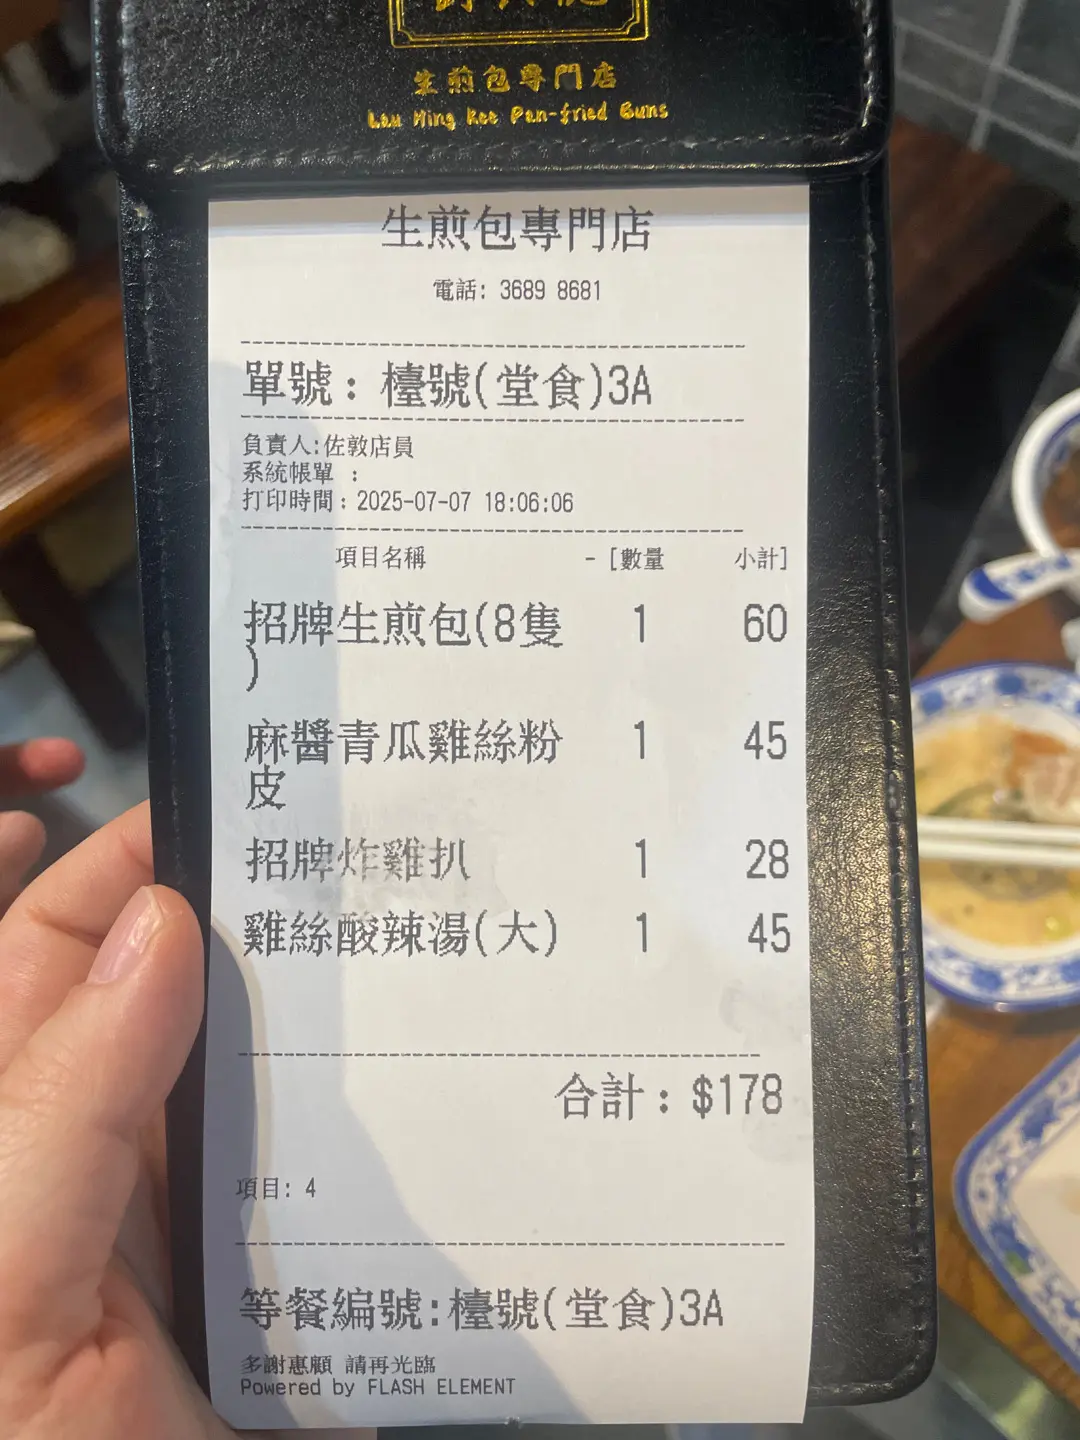 生煎包專門店
Lau Ming Kee Pan-fried Buns
生煎包專門店
電話: 3689 8681
單號: 檯號(堂食)3A
負責人:佐敦店員
系統帳單 :
打印時間:2025-07-07 18:06:06
項目名稱 - [數量 小計]
招牌生煎包(8隻 1 60
)
麻醬青瓜雞絲粉 1 45
皮
招牌炸雞扒 1 28
雞絲酸辣湯(大) 1 45
合計:$178
項目: 4
等餐編號:檯號(堂食)3A
多謝惠顧 請再光臨
Powered by FLASH ELEMENT